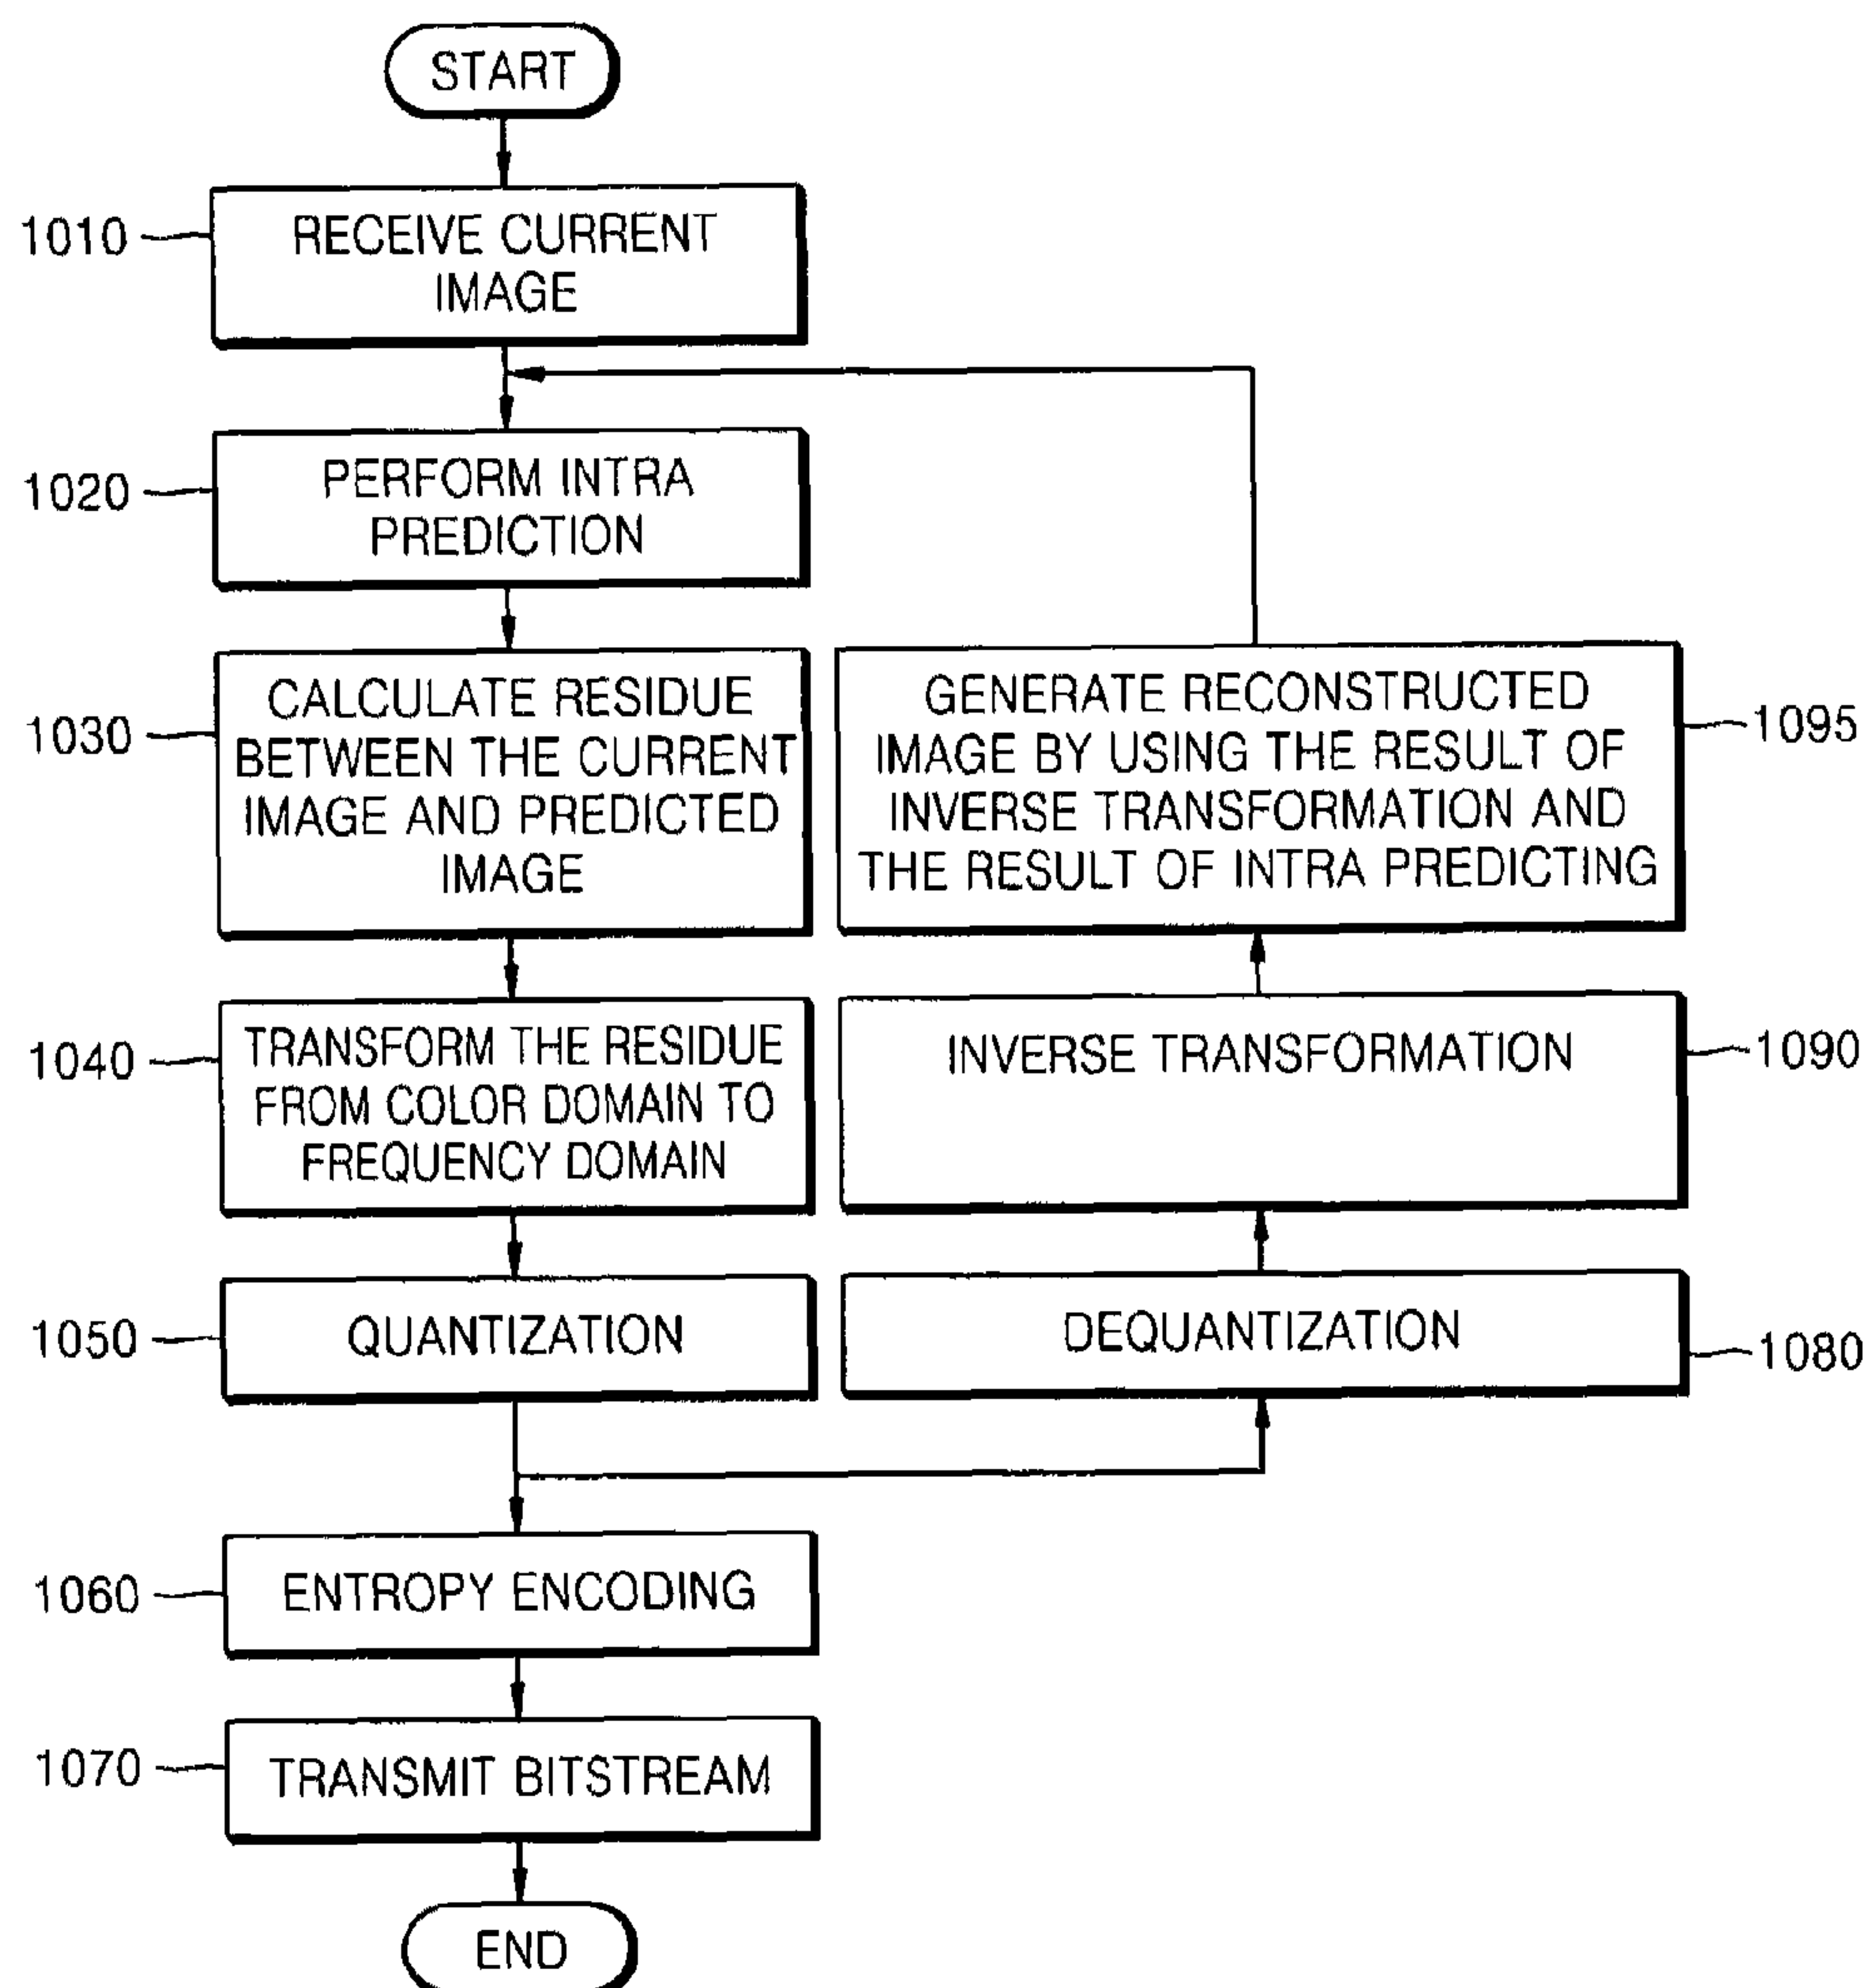 START
1010
RECEIVE CURRENT
IMAGE
1020
PERFORM INTRA
PREDICTION
1030
CALCULATE RESIDUE
BETWEEN THE CURRENT
IMAGE AND PREDICTED
IMAGE
GENERATE RECONSTRUCTED
IMAGE BY USING THE RESULT OF
INVERSE TRANSFORMATION AND
THE RESULT OF INTRA PREDICTING
1095
1040
TRANSFORM THE RESIDUE
FROM COLOR DOMAIN TO
FREQUENCY DOMAIN
INVERSE TRANSFORMATION
1090
1050
QUANTIZATION
DEQUANTIZATION
1080
1060
ENTROPY ENCODING
1070
TRANSMIT BITSTREAM
END